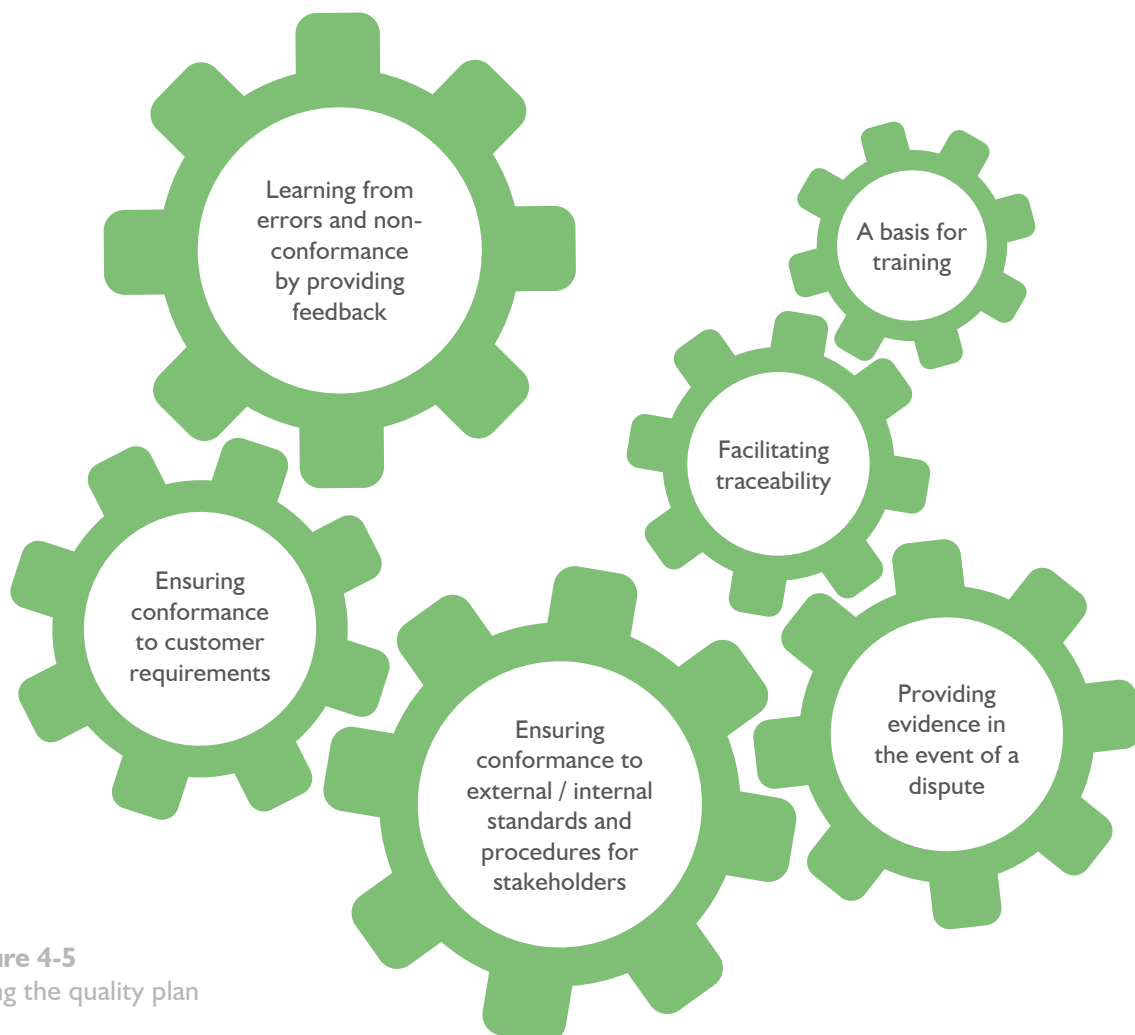 Learning from
errors and non-
conformance
by providing
feedback
A basis for
training
Facilitating
traceability
Ensuring
conformance
to customer
requirements
Ensuring
conformance to
external / internal
standards and
procedures for
stakeholders
Providing
evidence in
the event of a
dispute
ure 4-5
ng the quality plan